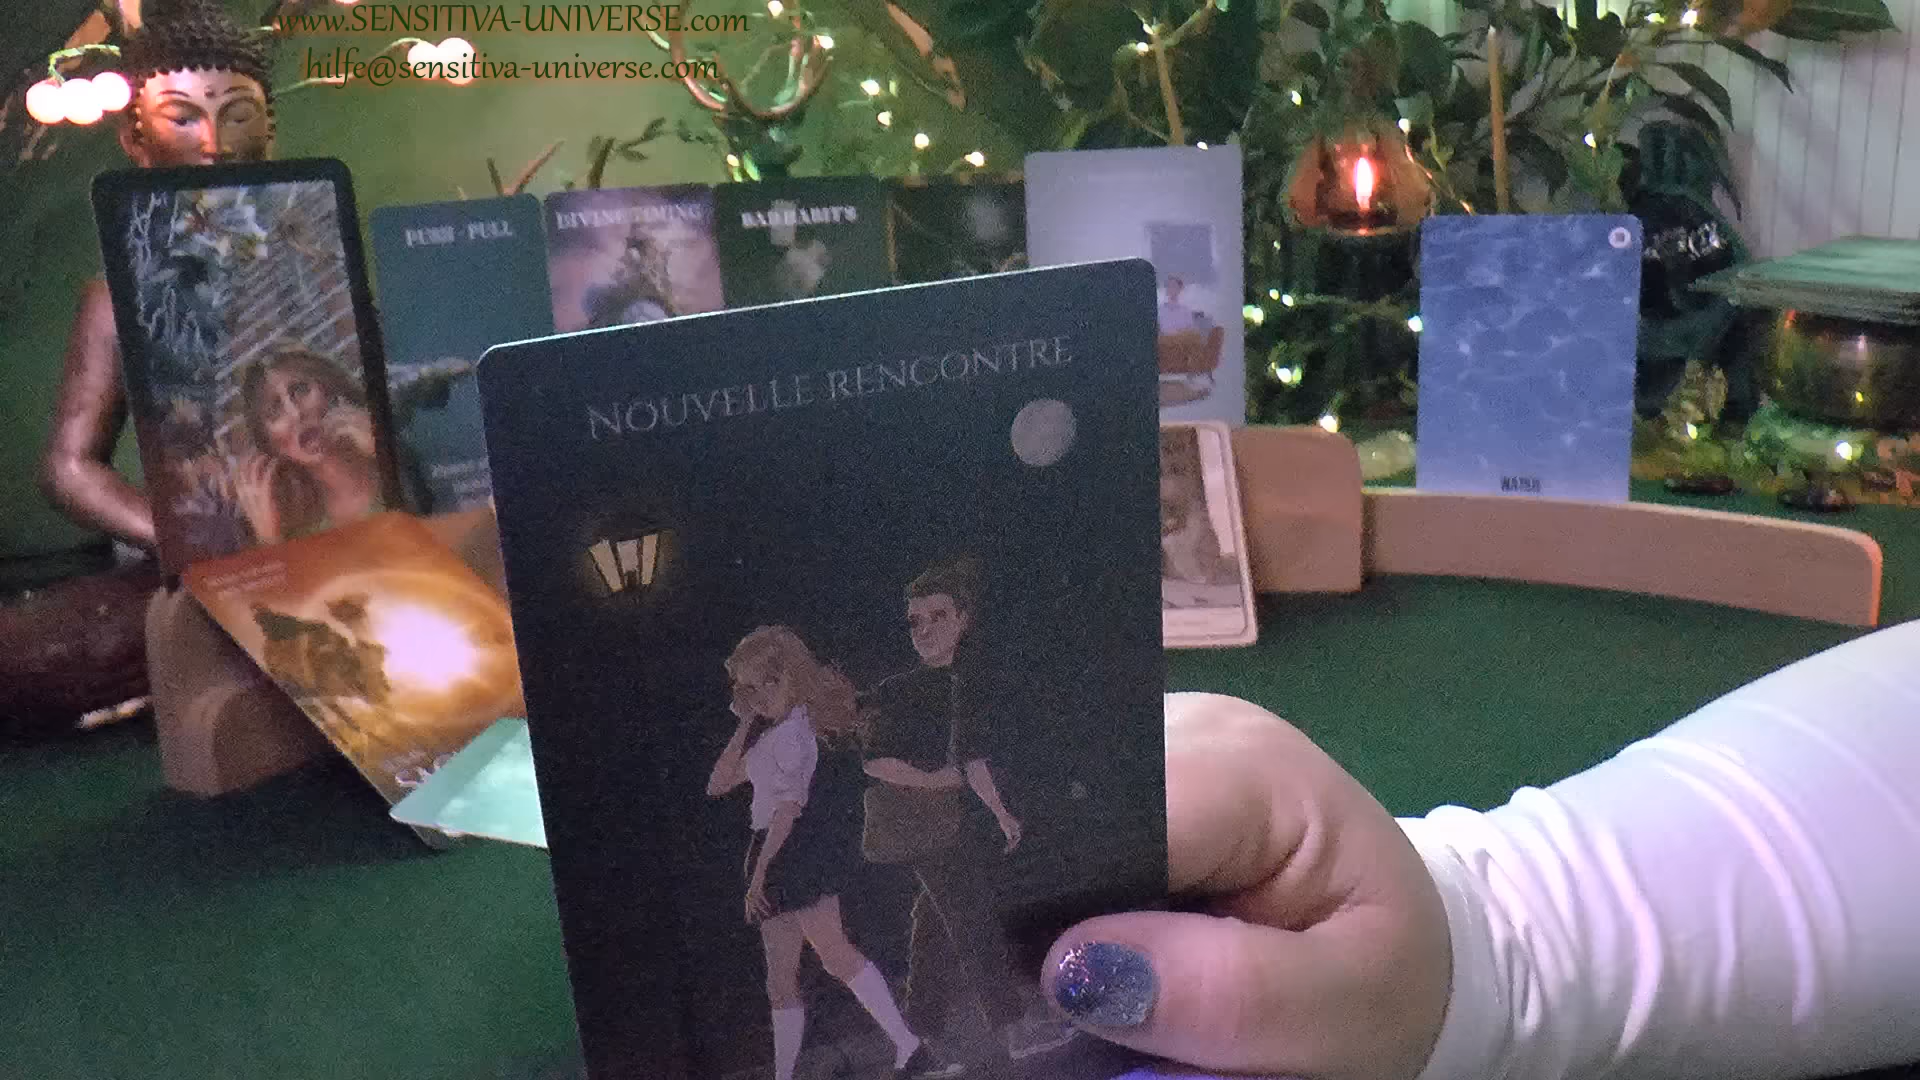 www.SENSITIVA-UNIVERSE.com
hilfe@sensitiva-universe.com
PUSH - PULL
DIVINE TIMING
BAD HABITS
NOUVELLE RENCONTRE
WATER